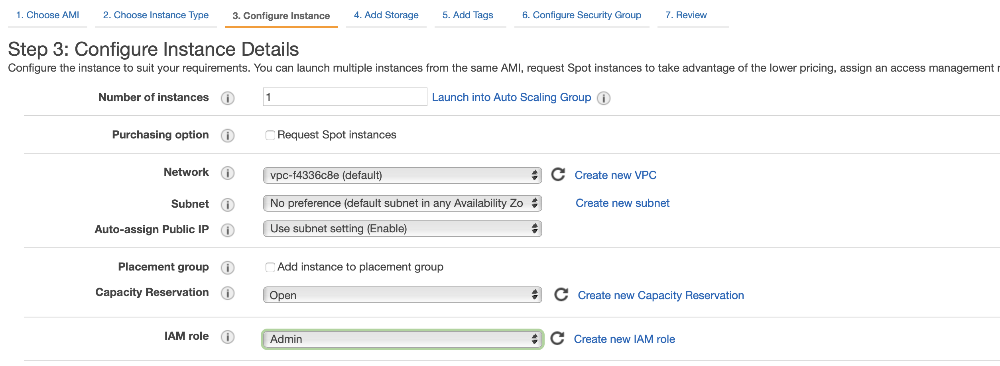 1. Choose AMI 2. Choose Instance Type 3. Configure Instance 4. Add Storage 5. Add Tags 6. Configure Security Group 7. Review
Step 3: Configure Instance Details
Configure the instance to suit your requirements. You can launch multiple instances from the same AMI, request Spot instances to take advantage of the lower pricing, assign an access management
Number of instances 1 Launch into Auto Scaling Group
Purchasing option Request Spot instances
Network vpc-f4336c8e (default) Create new VPC
Subnet No preference (default subnet in any Availability Zo Create new subnet
Auto-assign Public IP Use subnet setting (Enable)
Placement group Add instance to placement group
Capacity Reservation Open Create new Capacity Reservation
IAM role Admin Create new IAM role